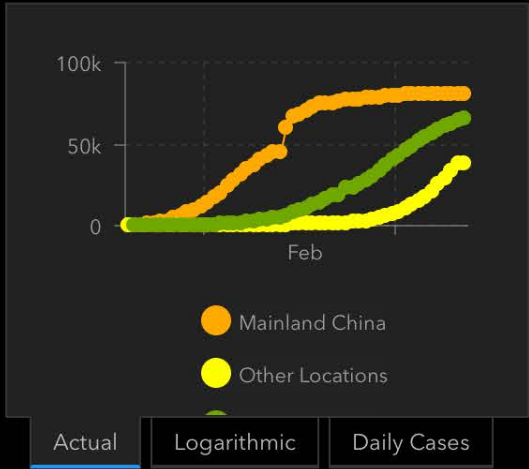 100k
50k
0
Feb
Mainland China
Other Locations
Actual Logarithmic Daily Cases